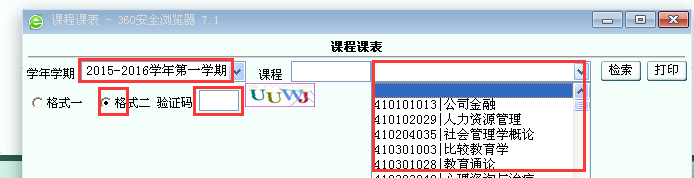 课程课表 - 360安全浏览器 7.1
课程课表
学年学期 2015-2016学年第一学期 课程 检索 打印
格式一 格式二 验证码 UUWJ
410101013|公司金融
410102029|人力资源管理
410204035|社会管理学概论
410301003|比较教育学
410301028|教育通论